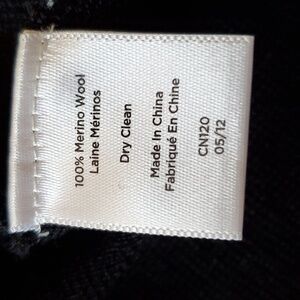 100% Merino Wool
Laine Mérinos
Dry Clean
Made In China
Fabriqué En Chine
CN120
05/12